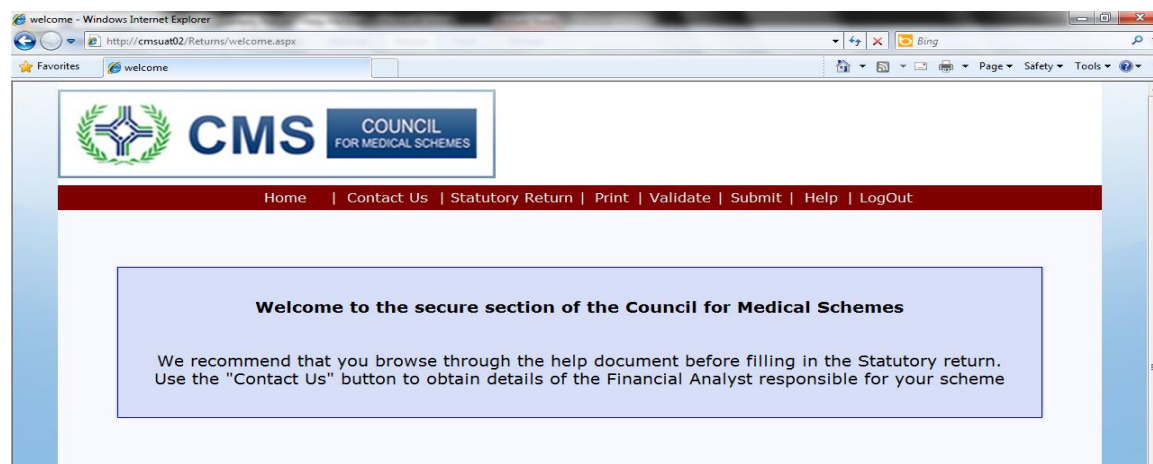 welcome - Windows Internet Explorer
http://cmsuat02/Returns/welcome.aspx
Bing
Favorites welcome Page Safety Tools
CMS COUNCIL
FOR MEDICAL SCHEMES
Home | Contact Us | Statutory Return | Print | Validate | Submit | Help | LogOut
Welcome to the secure section of the Council for Medical Schemes
We recommend that you browse through the help document before filling in the Statutory return.
Use the "Contact Us" button to obtain details of the Financial Analyst responsible for your scheme